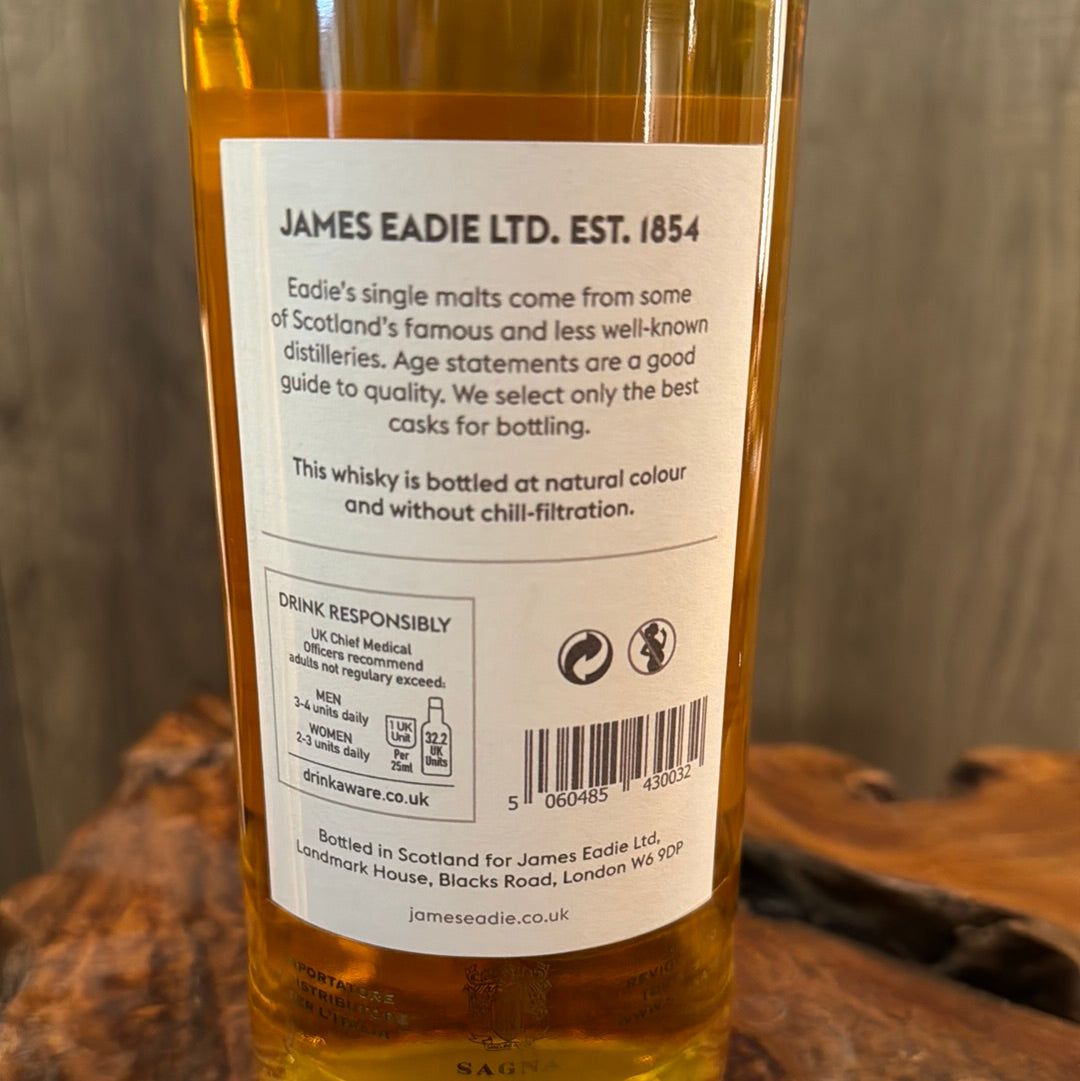 JAMES EADIE LTD. EST. 1854
Eadie's single malts come from some
of Scotland's famous and less well-known
distilleries. Age statements are a good
guide to quality. We select only the best
casks for bottling.
This whisky is bottled at natural colour
and without chill-filtration.
DRINK RESPONSIBLY
UK Chief Medical
Officers recommend
adults not regulary exceed:
MEN
3-4 units daily
WOMEN
2-3 units daily
1 UK
Unit
Per
25ml
32.2
UK
Units
drinkaware.co.uk
5 060485 430032
Bottled in Scotland for James Eadie Ltd,
Landmark House, Blacks Road, London W6 9DP
jameseadie.co.uk
SAGNA